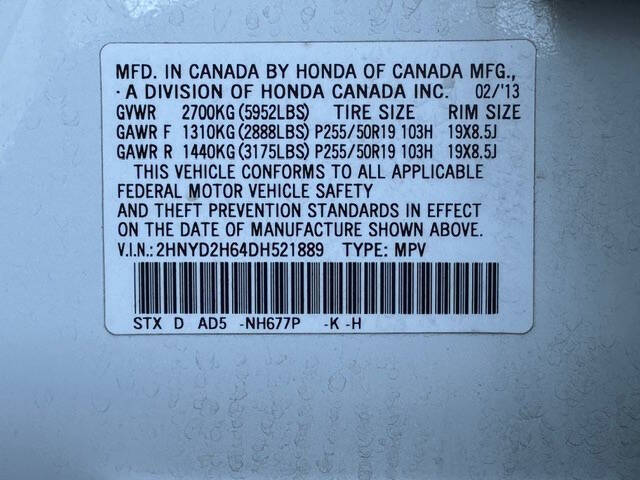 MFD. IN CANADA BY HONDA OF CANADA MFG.,
· A DIVISION OF HONDA CANADA INC. 02/'13
GVWR 2700KG(5952LBS) TIRE SIZE RIM SIZE
GAWR F 1310KG(2888LBS) P255/50R19 103H 19X8.5J
GAWR R 1440KG(3175LBS) P255/50R19 103H 19X8.5J
THIS VEHICLE CONFORMS TO ALL APPLICABLE
FEDERAL MOTOR VEHICLE SAFETY
AND THEFT PREVENTION STANDARDS IN EFFECT
ON THE DATE OF MANUFACTURE SHOWN ABOVE.
V.I.N.:2HNYD2H64DH521889 TYPE: MPV
STX D AD5 -NH677P -K -H